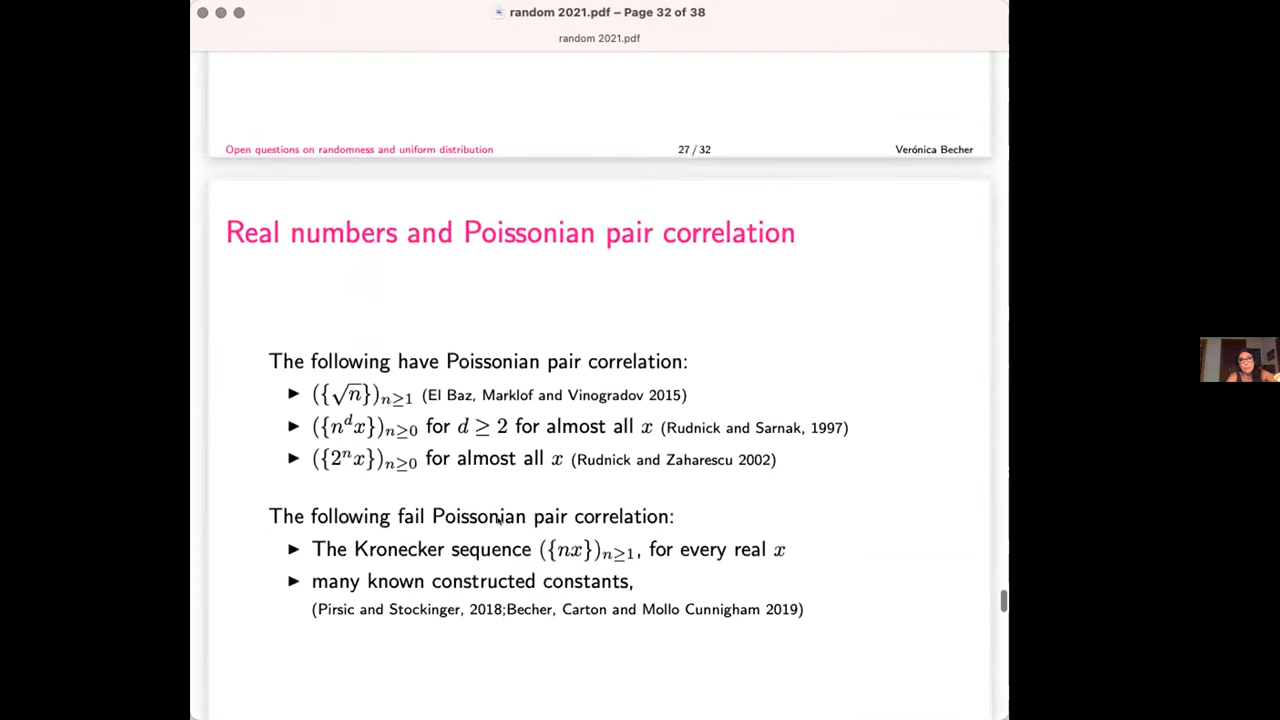 random 2021.pdf – Page 32 of 38
random 2021.pdf
Open questions on randomness and uniform distribution 27 / 32 Verónica Becher
Real numbers and Poissonian pair correlation
The following have Poissonian pair correlation:
▶ ({√n})ₙ≥₁ (El Baz, Marklof and Vinogradov 2015)
▶ ({nᵈx})ₙ≥₀ for d ≥ 2 for almost all x (Rudnick and Sarnak, 1997)
▶ ({2ⁿx})ₙ≥₀ for almost all x (Rudnick and Zaharescu 2002)
The following fail Poissonian pair correlation:
▶ The Kronecker sequence ({nx})ₙ≥₁, for every real x
▶ many known constructed constants,
(Pirsic and Stockinger, 2018;Becher, Carton and Mollo Cunnigham 2019)